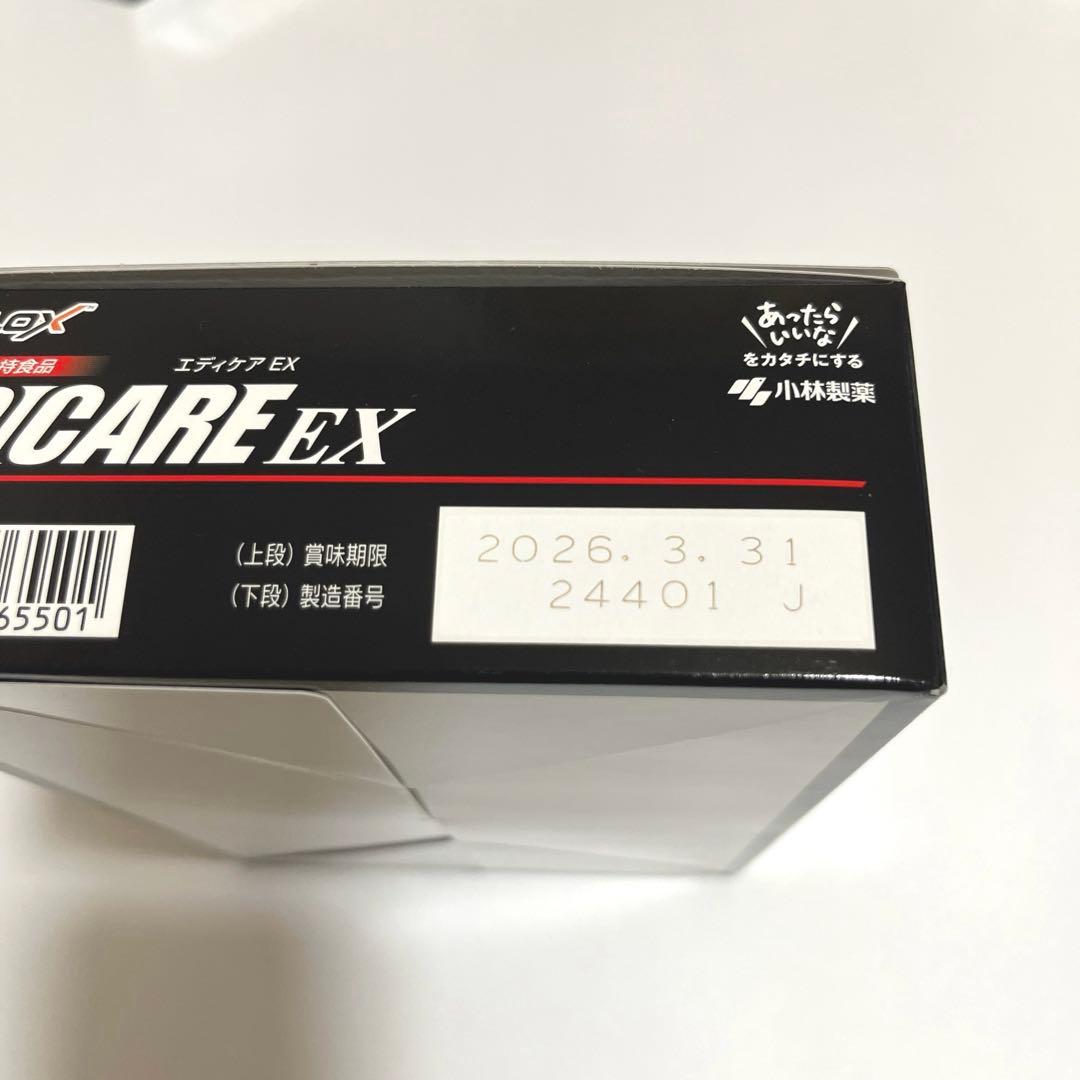 あったら
いいな
をカタチにする
小林製薬
持食品
エディケア EX
ICARE EX
(上段) 賞味期限
(下段) 製造番号
2026. 3. 31
24401 J
65501